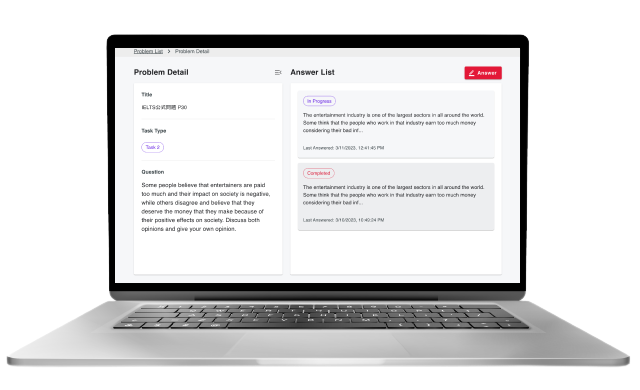 Problem List > Problem Detail
Problem Detail
Title
IELTS公式問題 P30
Task Type
Task 2
Question
Some people believe that entertainers are paid
too much and their impact on society is negative,
while others disagree and believe that they
deserve the money that they make because of
their positive effects on society. Discuss both
opinions and give your own opinion.
Answer List
Answer
In Progress
The entertainment industry is one of the largest sectors in all around the world.
Some think that the people who work in that industry earn too much money
considering their bad inf...
Last Answered: 3/11/2023, 12:41:45 PM
Completed
The entertainment industry is one of the largest sectors in all around the world.
Some think that the people who work in that industry earn too much money
considering their bad inf...
Last Answered: 3/10/2023, 10:49:24 PM